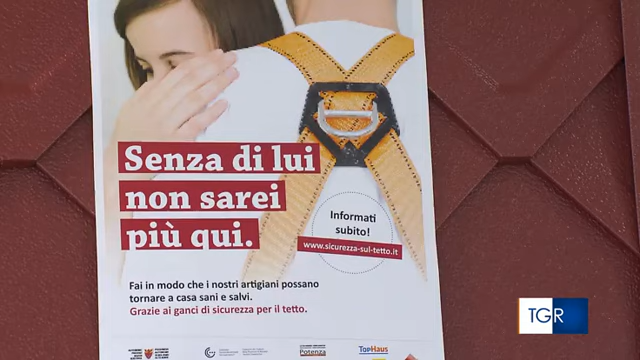 Senza di lui
non sarei
più qui.
Informati
subito!
www.sicurezza-sul-tetto.it
Fai in modo che i nostri artigiani possano
tornare a casa sani e salvi.
Grazie ai ganci di sicurezza per il tetto.
Potenza
TopHaus
TGR